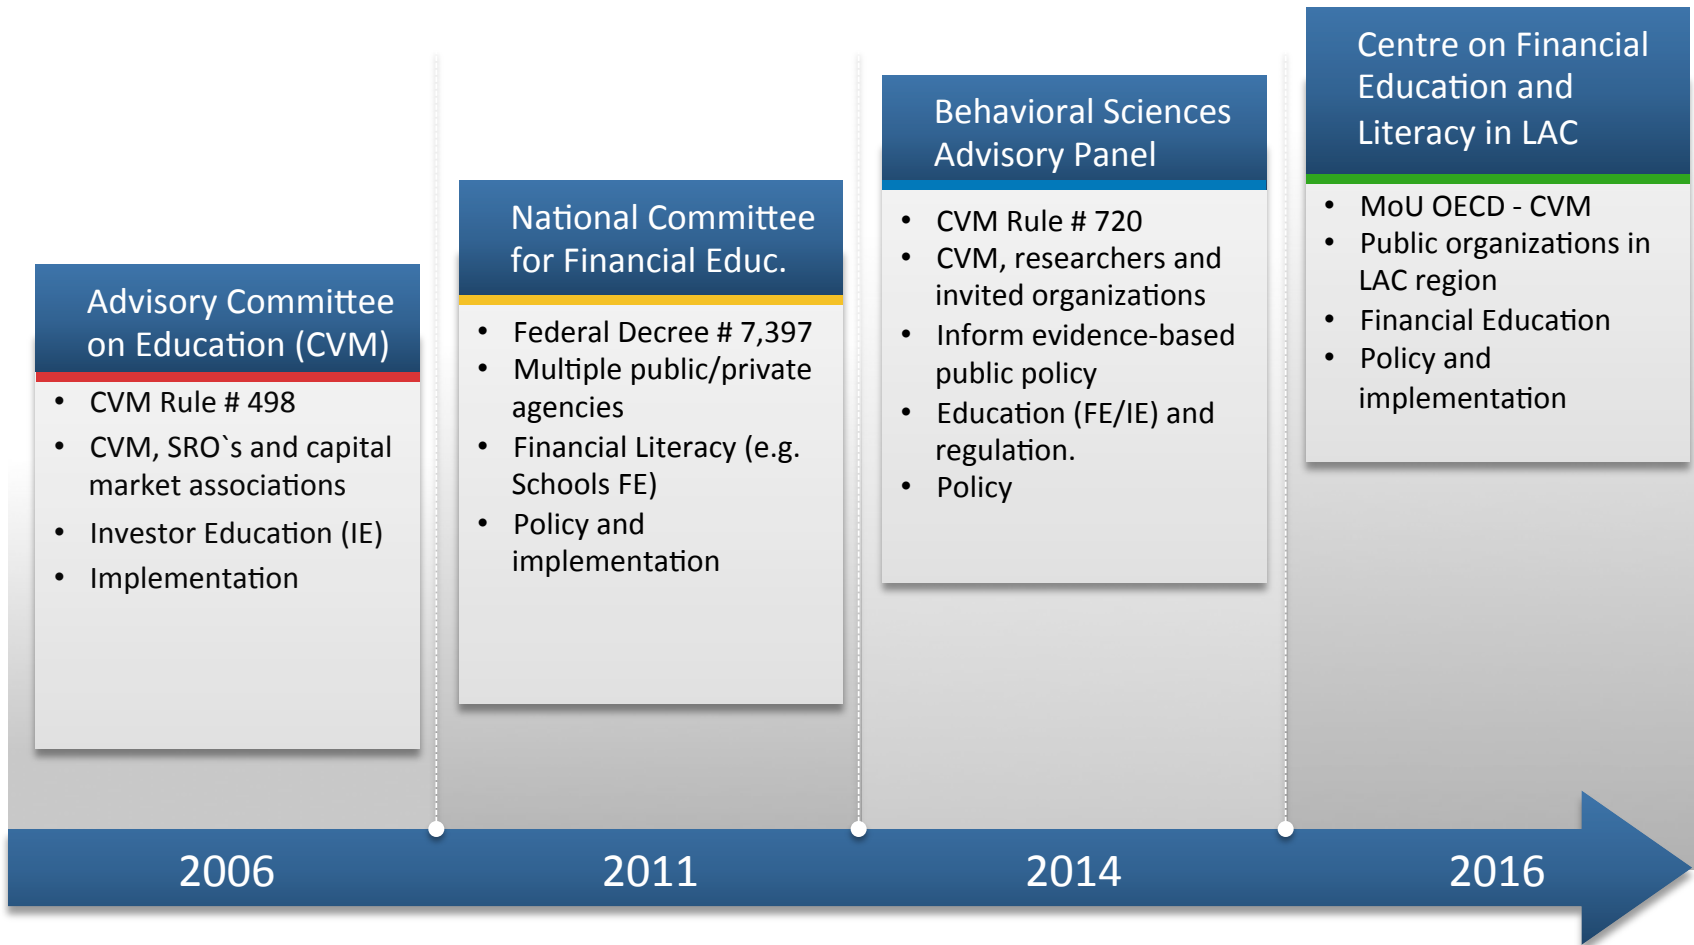 Advisory Committee
on Education (CVM)
• CVM Rule # 498
• CVM, SRO`s and capital
market associations
• Investor Education (IE)
• Implementation
National Committee
for Financial Educ.
• Federal Decree # 7,397
• Multiple public/private
agencies
• Financial Literacy (e.g.
Schools FE)
• Policy and
implementation
Behavioral Sciences
Advisory Panel
• CVM Rule # 720
• CVM, researchers and
invited organizations
• Inform evidence-based
public policy
• Education (FE/IE) and
regulation.
• Policy
Centre on Financial
Education and
Literacy in LAC
• MoU OECD - CVM
• Public organizations in
LAC region
• Financial Education
• Policy and
implementation
2006
2011
2014
2016